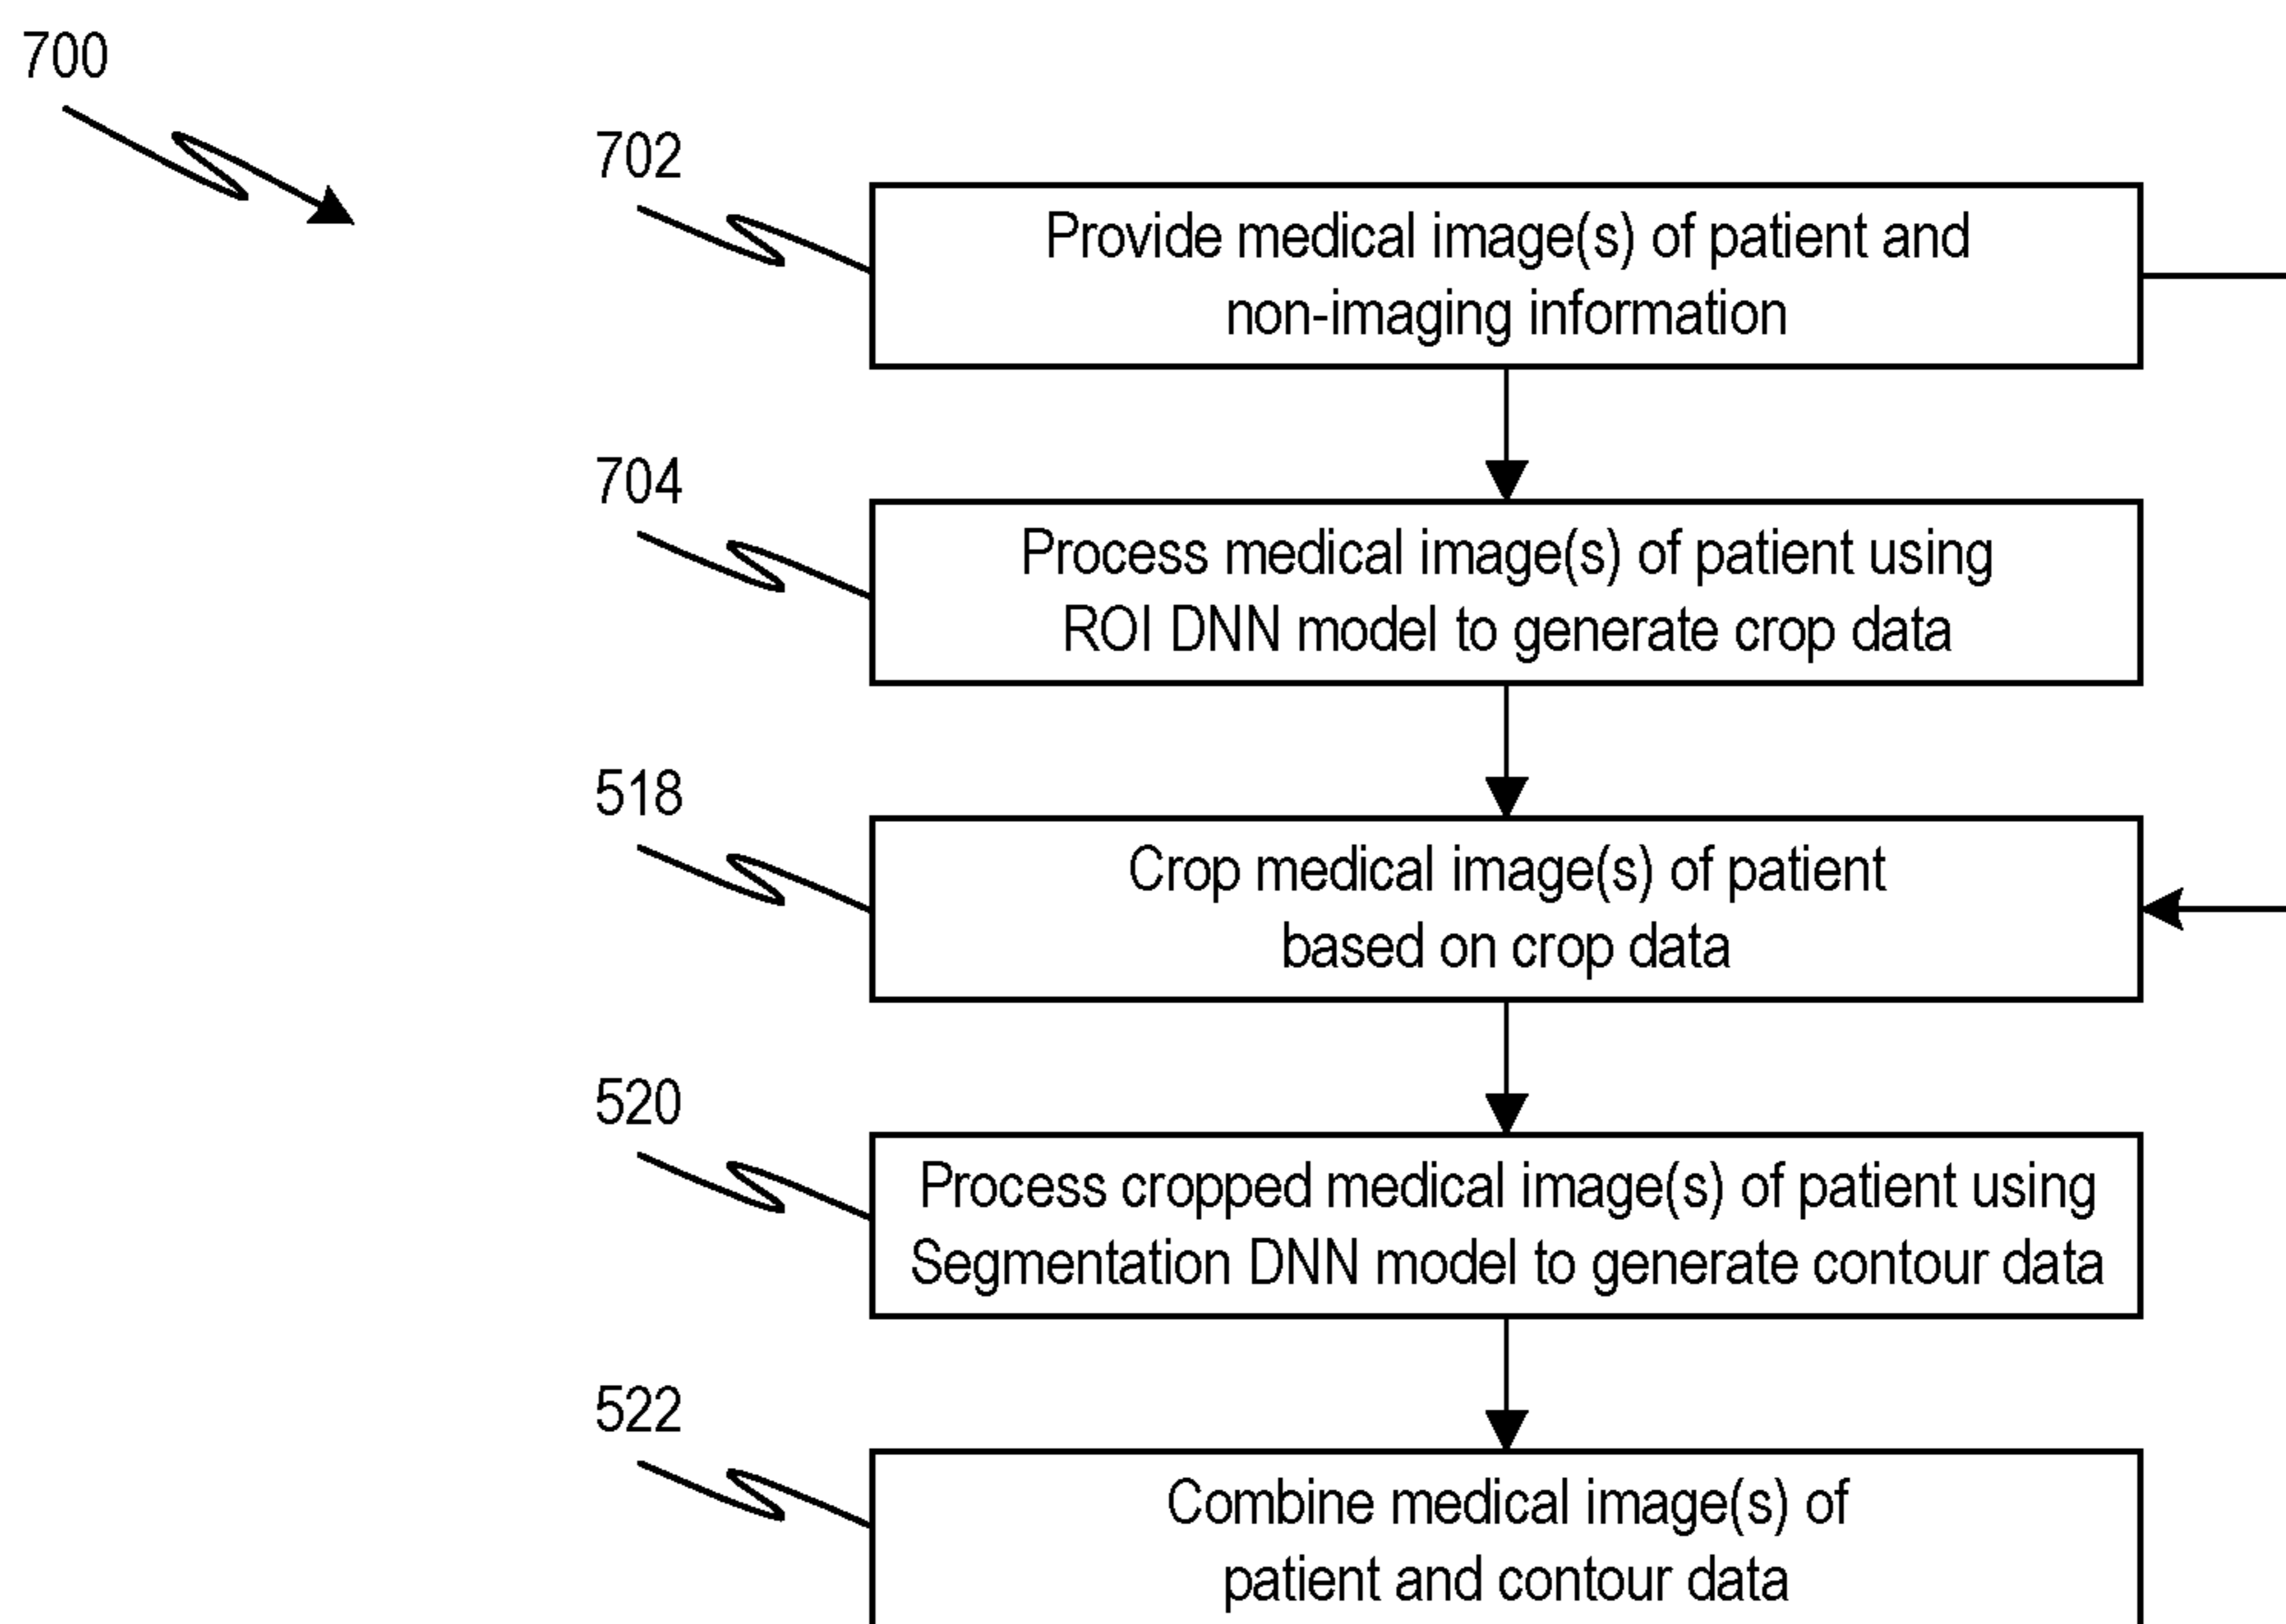 700
702
Provide medical image(s) of patient and
non-imaging information
704
Process medical image(s) of patient using
ROI DNN model to generate crop data
518
Crop medical image(s) of patient
based on crop data
520
Process cropped medical image(s) of patient using
Segmentation DNN model to generate contour data
522
Combine medical image(s) of
patient and contour data